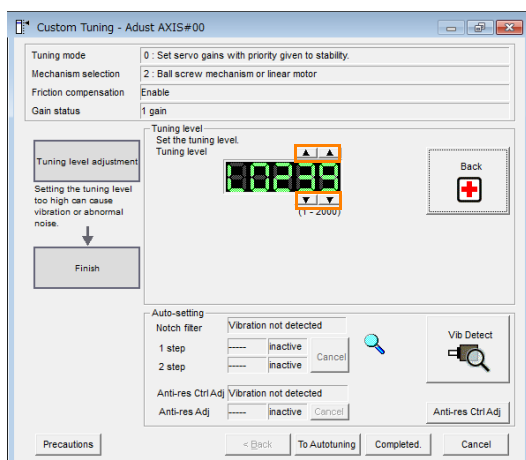 Custom Tuning - Adust AXIS#00
Tuning mode 0 : Set servo gains with priority given to stability.
Mechanism selection 2 : Ball screw mechanism or linear motor
Friction compensation Enable
Gain status 1 gain
Tuning level adjustment
Setting the tuning level
too high can cause
vibration or abnormal
noise.
Finish
Tuning level
Set the tuning level.
Tuning level
L0239
(1 - 2000)
Back
Auto-setting
Notch filter Vibration not detected
1 step ----- inactive
2 step ----- inactive
Cancel
Anti-res Ctrl Adj Vibration not detected
Anti-res Adj ----- inactive Cancel
Vib Detect
Anti-res Ctrl Adj
Precautions < Back To Autotuning Completed. Cancel